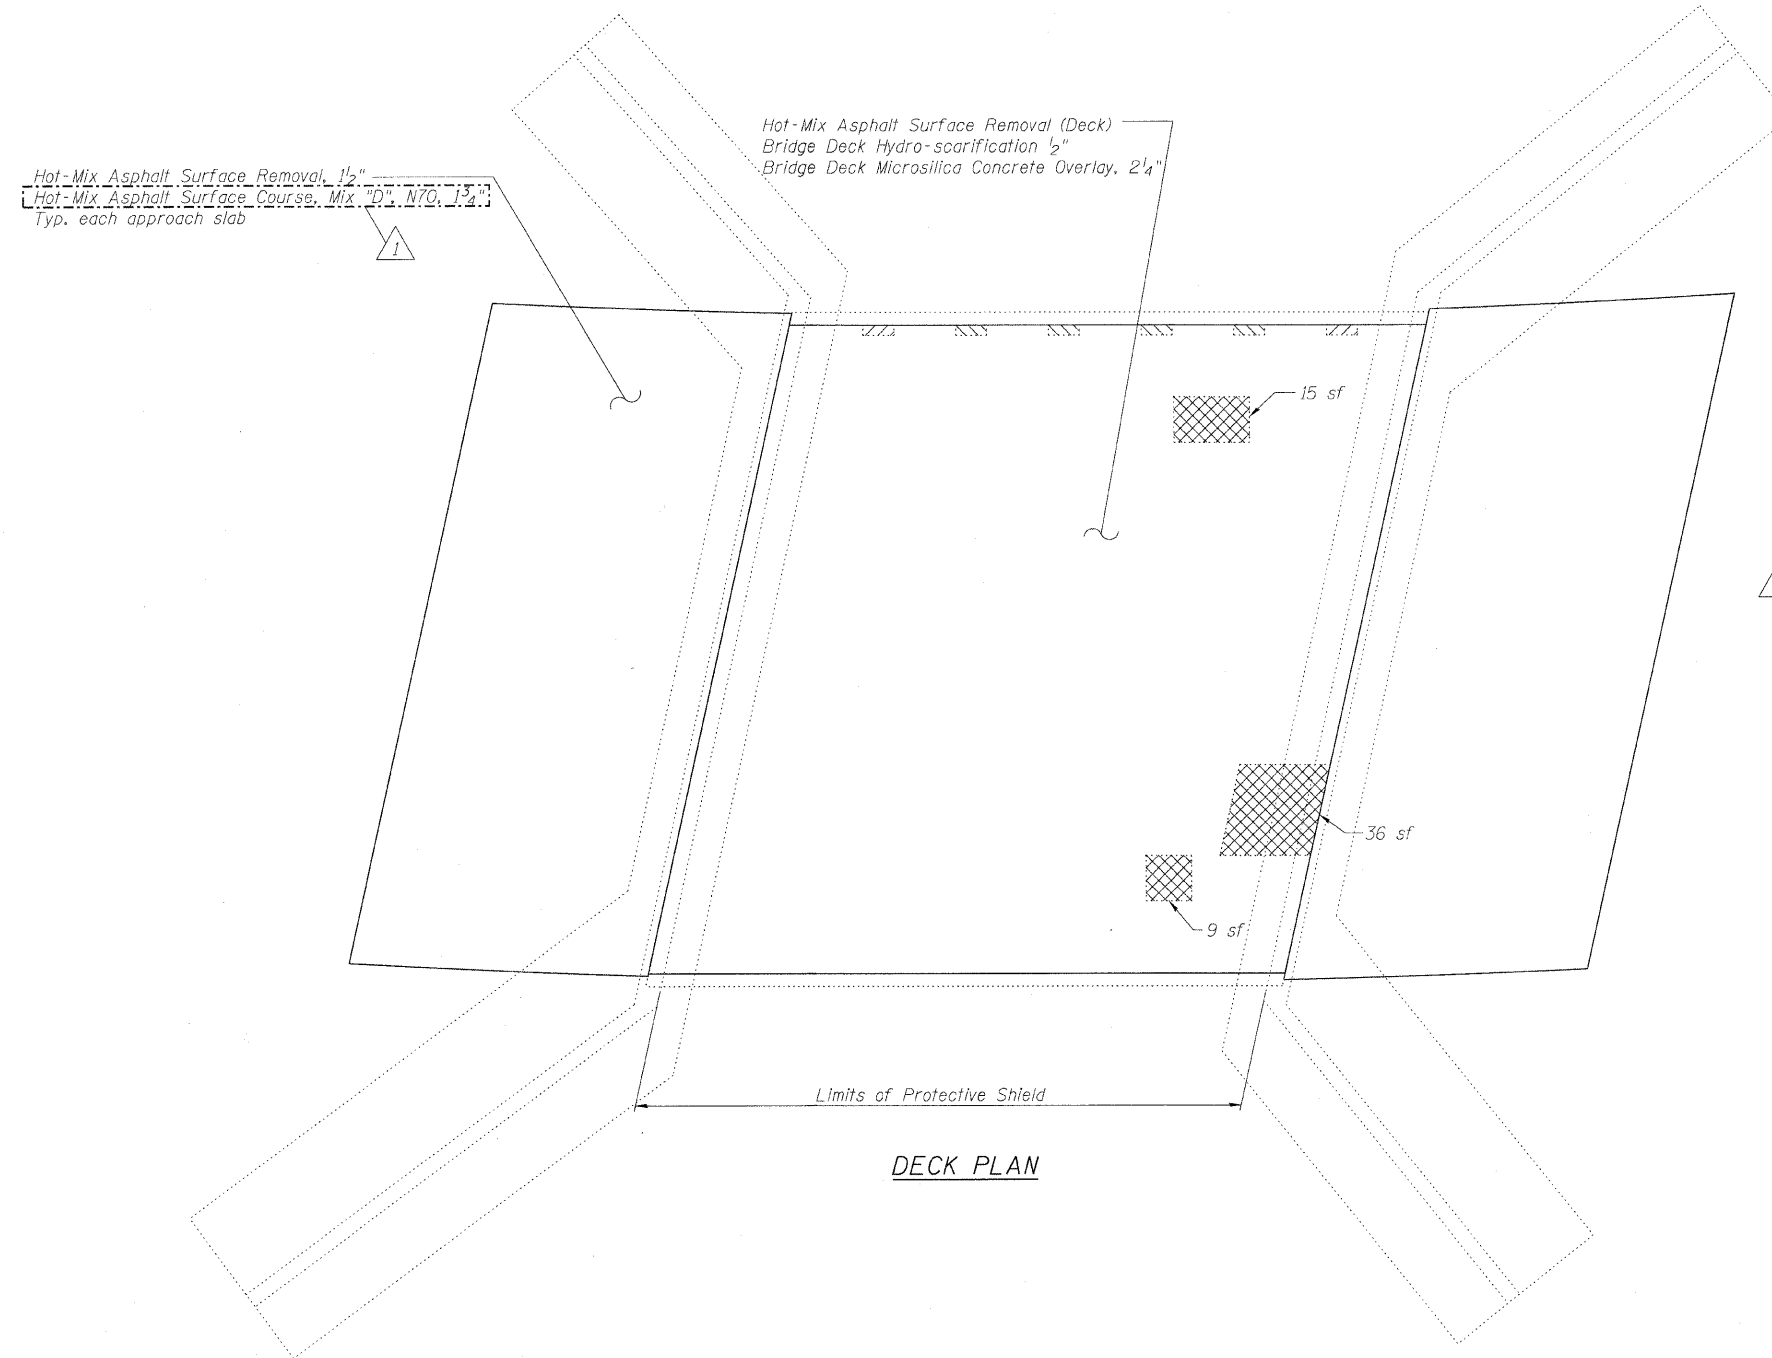 Hot-Mix Asphalt Surface Removal (Deck)
Bridge Deck Hydro-scarification ½"
Bridge Deck Microsilica Concrete Overlay, 2¼"
Hot-Mix Asphalt Surface Removal, 1½"
Hot-Mix Asphalt Surface Course, Mix "D", N70, 1¾"
Typ. each approach slab
1
15 sf
36 sf
9 sf
Limits of Protective Shield
DECK PLAN